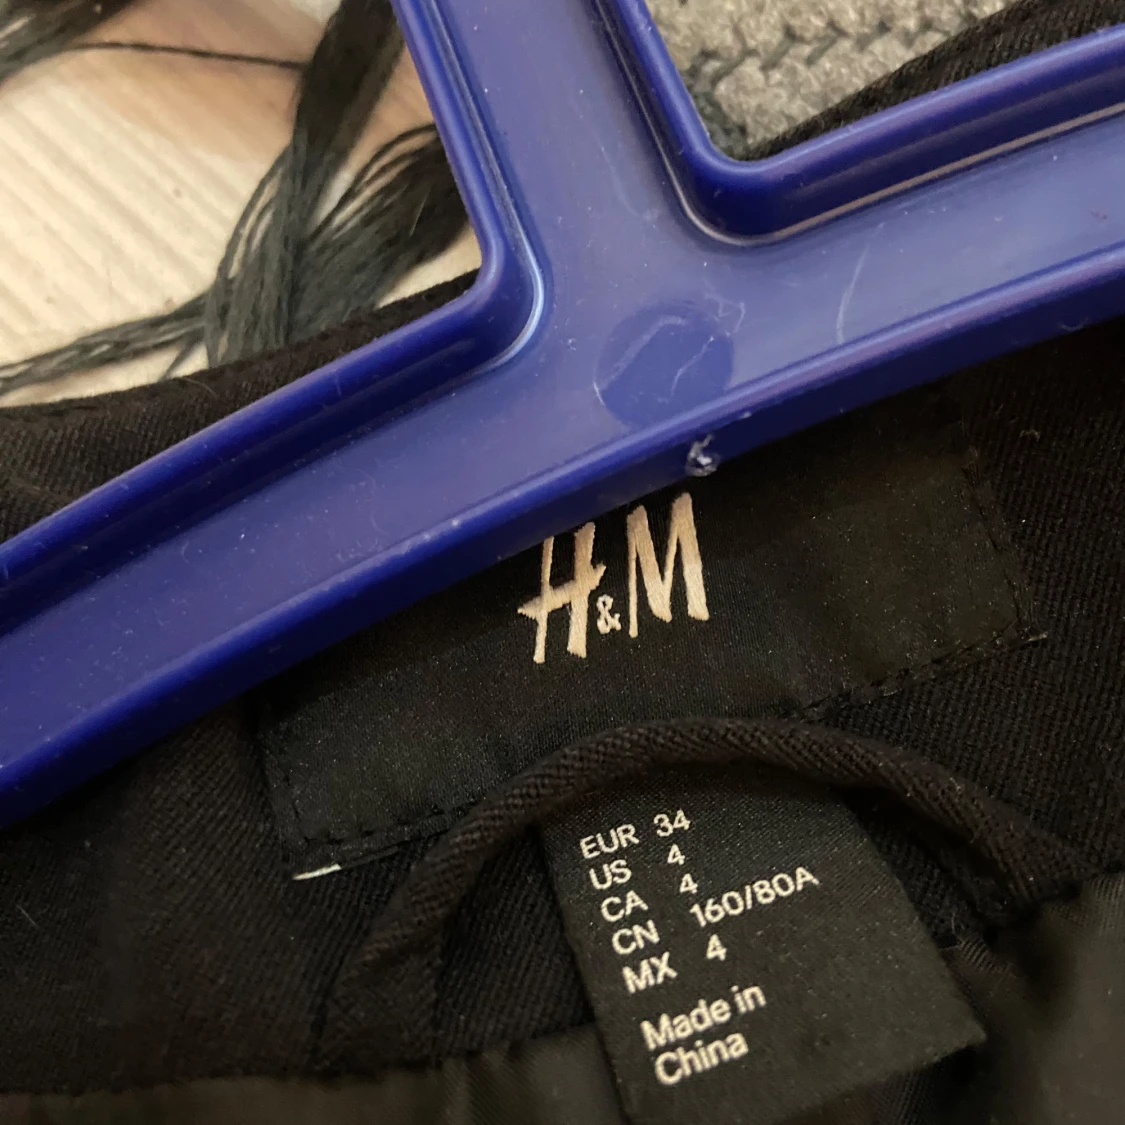 H&M
EUR 34
US 4
CA 4
CN 160/80A
MX 4
Made in
China